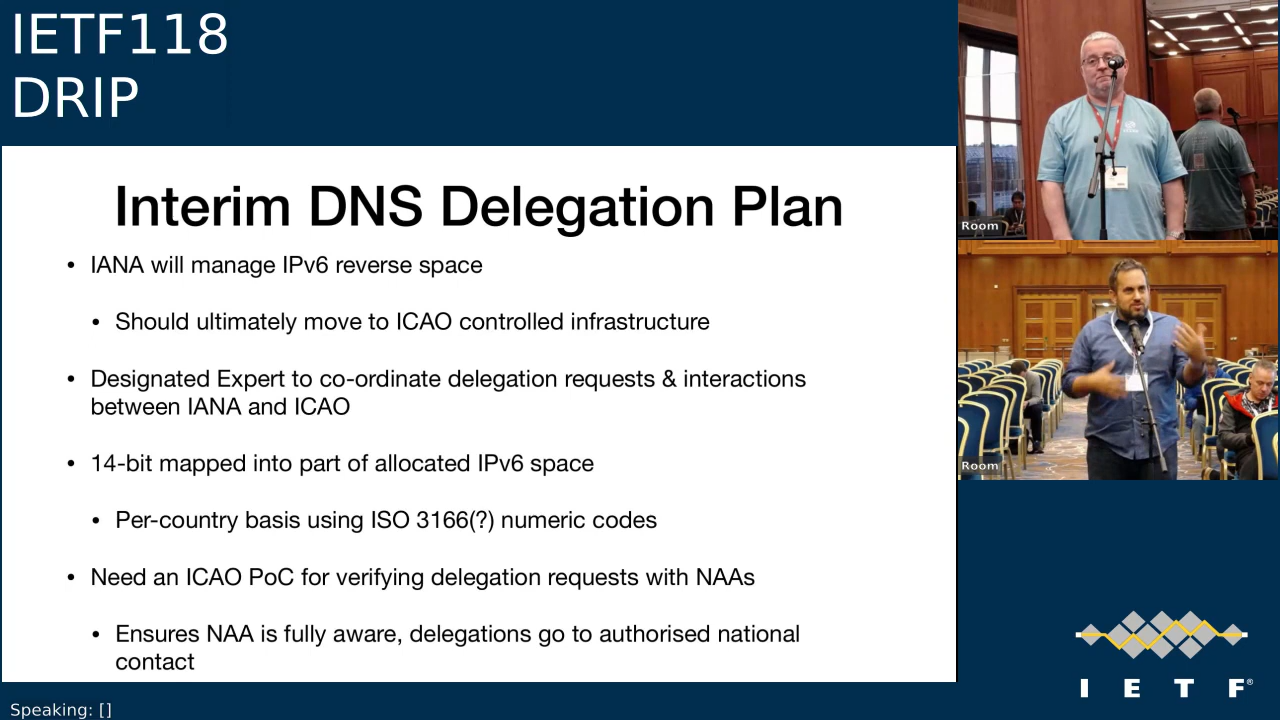 IETF118
DRIP
Interim DNS Delegation Plan
• IANA will manage IPv6 reverse space
• Should ultimately move to ICAO controlled infrastructure
• Designated Expert to co-ordinate delegation requests & interactions
between IANA and ICAO
• 14-bit mapped into part of allocated IPv6 space
• Per-country basis using ISO 3166(?) numeric codes
• Need an ICAO PoC for verifying delegation requests with NAAs
• Ensures NAA is fully aware, delegations go to authorised national
contact
Room
Room
I E T F®
Speaking: []